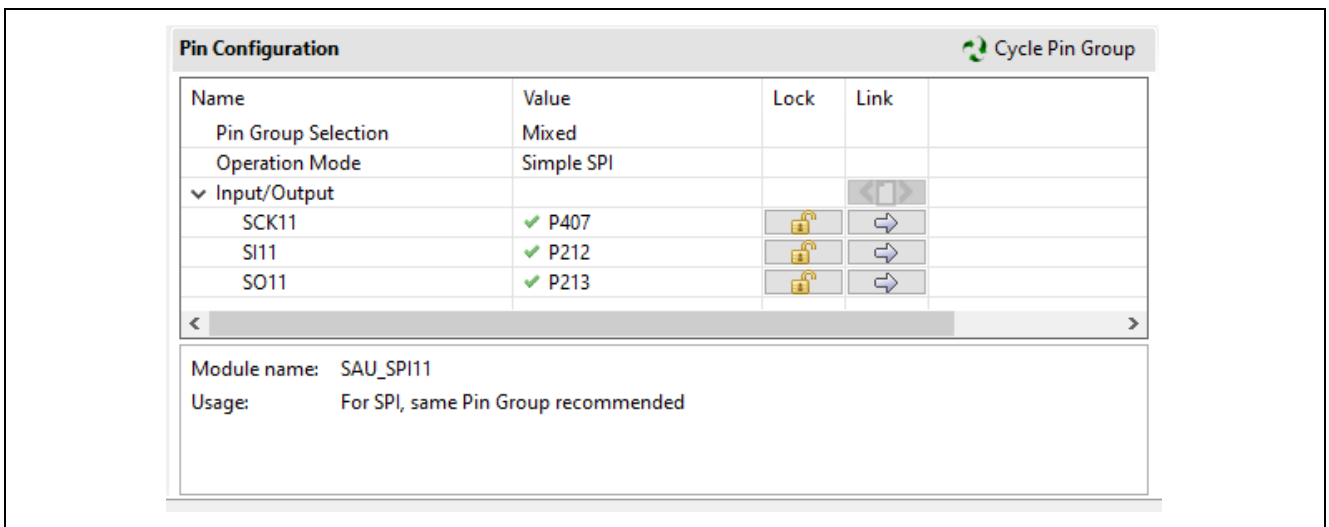 Pin Configuration Cycle Pin Group
Name Value Lock Link
Pin Group Selection Mixed
Operation Mode Simple SPI
Input/Output
SCK11 P407
SI11 P212
SO11 P213
Module name: SAU_SPI11
Usage: For SPI, same Pin Group recommended